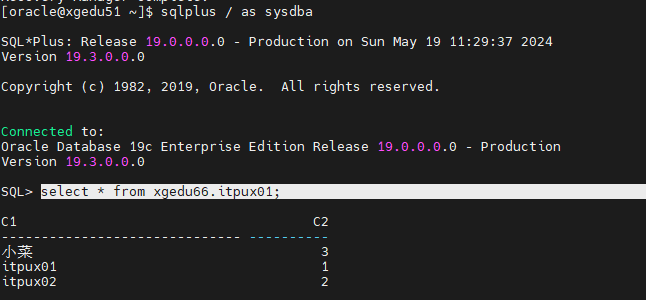 [oracle@xgedu51 ~]$ sqlplus / as sysdba
SQL*Plus: Release 19.0.0.0.0 - Production on Sun May 19 11:29:37 2024
Version 19.3.0.0.0
Copyright (c) 1982, 2019, Oracle.  All rights reserved.
Connected to:
Oracle Database 19c Enterprise Edition Release 19.0.0.0.0 - Production
Version 19.3.0.0.0
SQL> select * from xgedu66.itpux01;
C1                                     C2
------------------------------ ----------
小菜                                    3
itpux01                                 1
itpux02                                 2